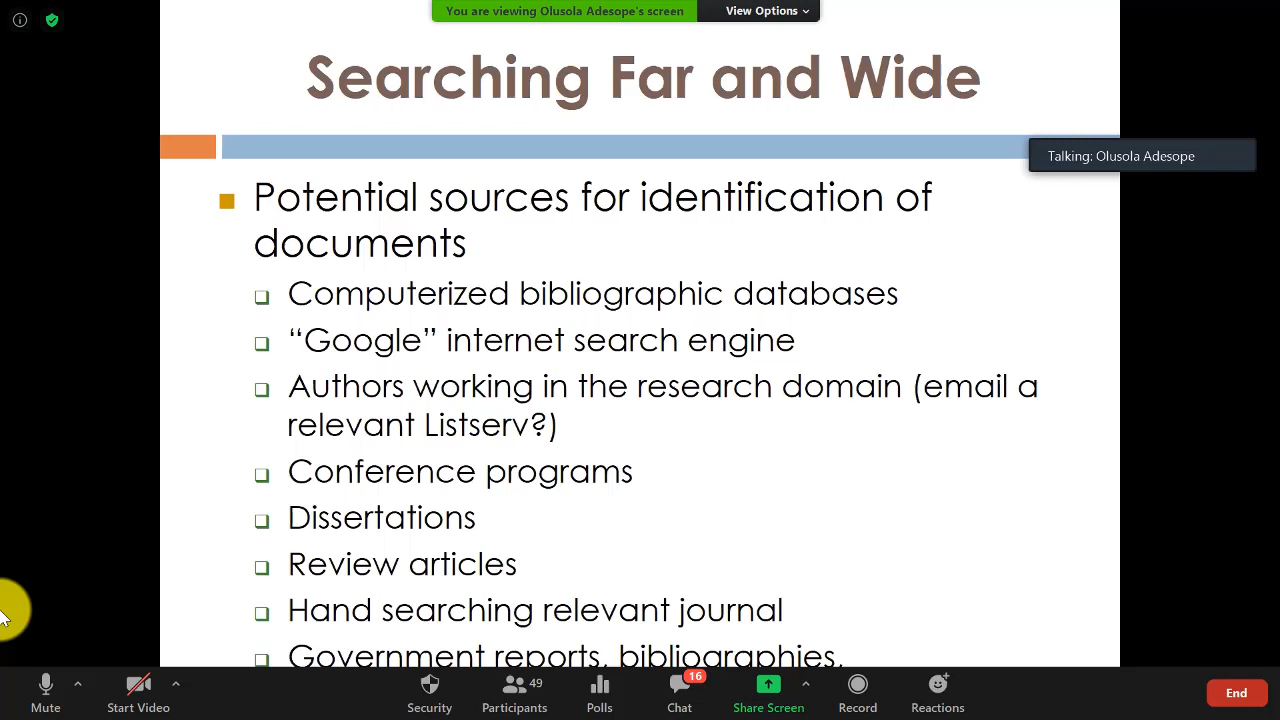 You are viewing Olusola Adesope's screen
View Options
Searching Far and Wide
Talking: Olusola Adesope
Potential sources for identification of
documents
Computerized bibliographic databases
“Google” internet search engine
Authors working in the research domain (email a
relevant Listserv?)
Conference programs
Dissertations
Review articles
Hand searching relevant journal
Government reports, bibliographies,
Mute
Start Video
Security
49
Participants
Polls
16
Chat
Share Screen
Record
Reactions
End